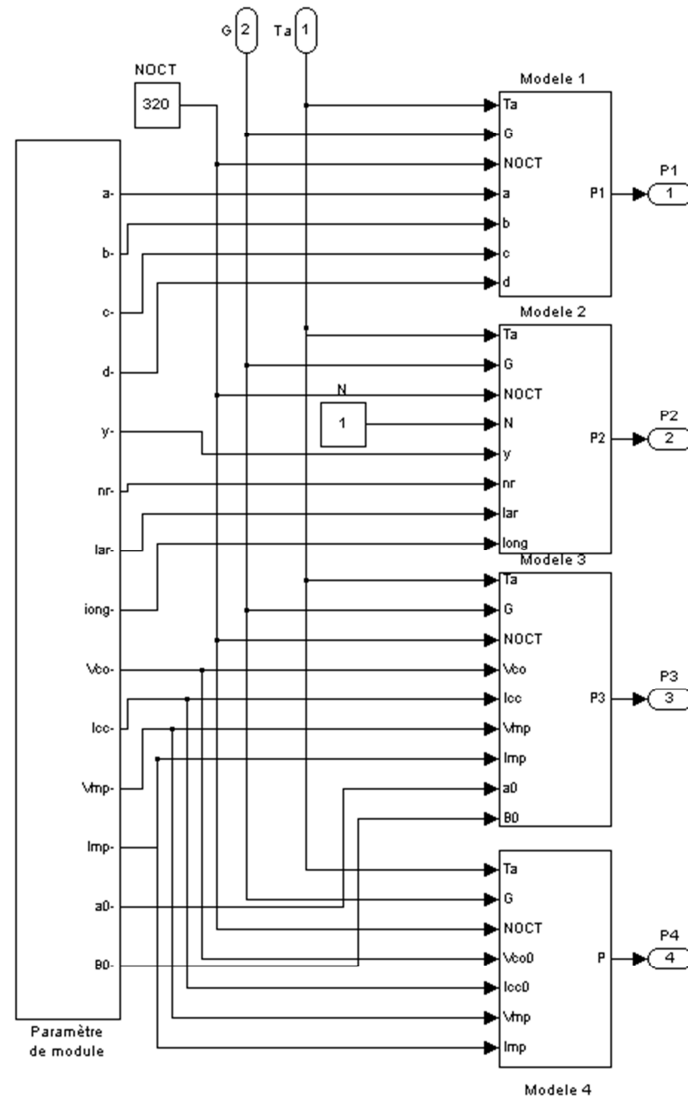 G 2
Ta 1
NOCT
320
Modele 1
Ta
G
NOCT
a
b
c
d
P1
P1
1
a-
b-
c-
d-
y-
nr-
lar-
iong-
Vco-
Icc-
Vmp-
Imp-
a0-
B0-
Paramètre
de module
Modele 2
Ta
G
NOCT
N
y
nr
lar
long
P2
N
1
P2
2
Modele 3
Ta
G
NOCT
Vco
Icc
Vmp
Imp
a0
B0
P3
P3
3
Ta
G
NOCT
Vco0
Icc0
Vmp
Imp
P
P4
4
Modele 4